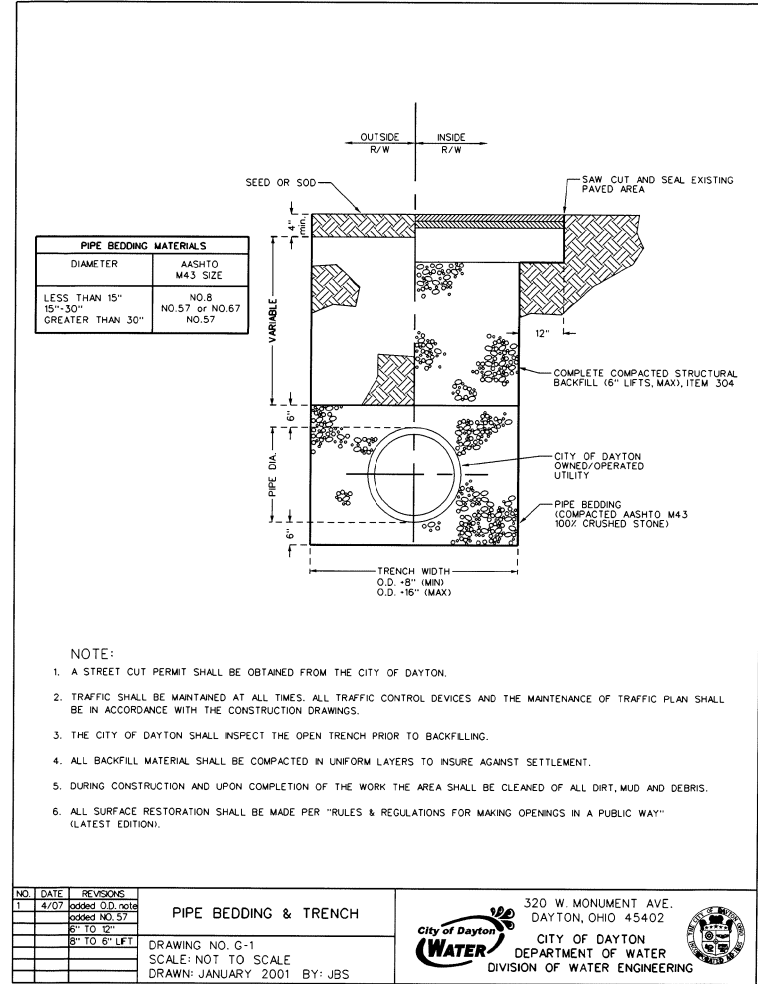 OUTSIDE
R/W
INSIDE
R/W
SEED OR SOD
SAW CUT AND SEAL EXISTING
PAVED AREA
4" min.
PIPE BEDDING MATERIALS
DIAMETER
AASHTO
M43 SIZE
LESS THAN 15"
NO.8
15"-30"
NO.57 or NO.67
GREATER THAN 30"
NO.57
VARIABLE
12"
COMPLETE COMPACTED STRUCTURAL
BACKFILL (6" LIFTS, MAX), ITEM 304
6"
PIPE DIA.
CITY OF DAYTON
OWNED/OPERATED
UTILITY
PIPE BEDDING
(COMPACTED AASHTO M43
100% CRUSHED STONE)
6"
TRENCH WIDTH
O.D. +8" (MIN)
O.D. +16" (MAX)
NOTE:
1. A STREET CUT PERMIT SHALL BE OBTAINED FROM THE CITY OF DAYTON.
2. TRAFFIC SHALL BE MAINTAINED AT ALL TIMES. ALL TRAFFIC CONTROL DEVICES AND THE MAINTENANCE OF TRAFFIC PLAN SHALL
BE IN ACCORDANCE WITH THE CONSTRUCTION DRAWINGS.
3. THE CITY OF DAYTON SHALL INSPECT THE OPEN TRENCH PRIOR TO BACKFILLING.
4. ALL BACKFILL MATERIAL SHALL BE COMPACTED IN UNIFORM LAYERS TO INSURE AGAINST SETTLEMENT.
5. DURING CONSTRUCTION AND UPON COMPLETION OF THE WORK THE AREA SHALL BE CLEANED OF ALL DIRT, MUD AND DEBRIS.
6. ALL SURFACE RESTORATION SHALL BE MADE PER "RULES & REGULATIONS FOR MAKING OPENINGS IN A PUBLIC WAY"
(LATEST EDITION).
NO. DATE REVISIONS
1 4/07 added O.D. note
added NO. 57
6" TO 12"
8" TO 6" LIFT
PIPE BEDDING & TRENCH
DRAWING NO. G-1
SCALE: NOT TO SCALE
DRAWN: JANUARY 2001 BY: JBS
City of Dayton
WATER
320 W. MONUMENT AVE.
DAYTON, OHIO 45402
CITY OF DAYTON
DEPARTMENT OF WATER
DIVISION OF WATER ENGINEERING